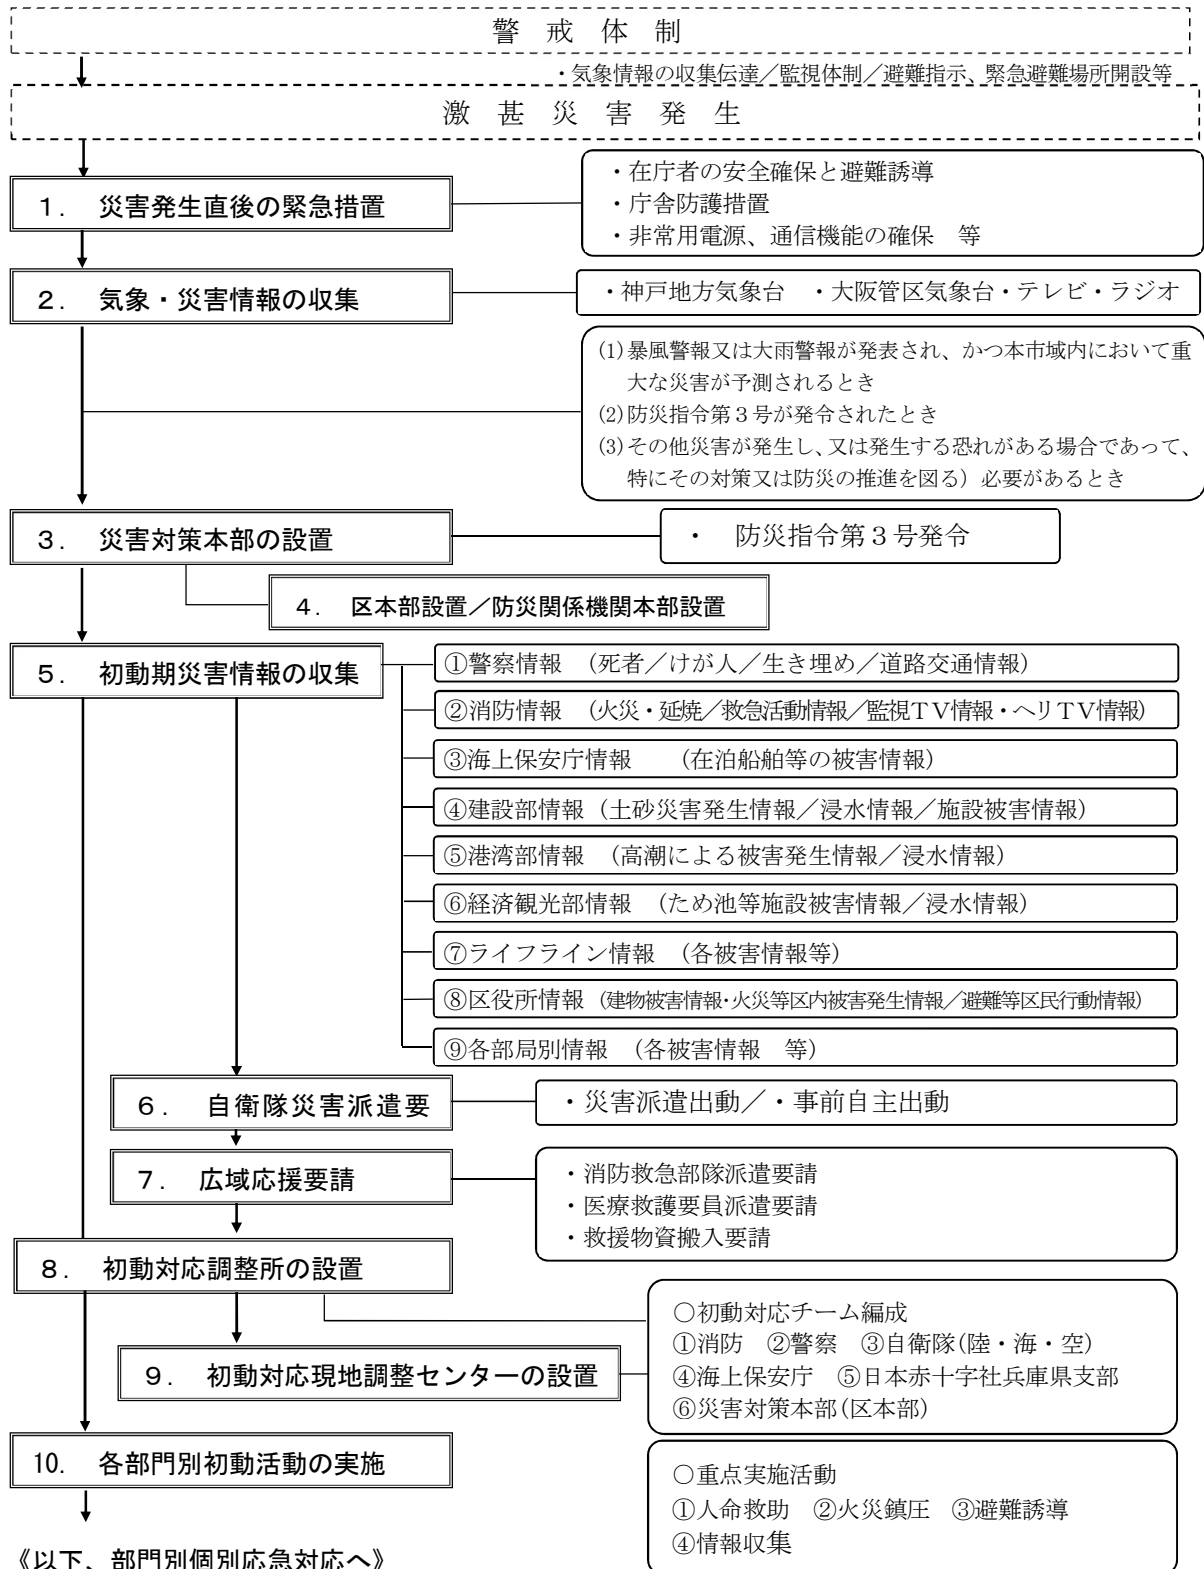 警 戒 体 制
・気象情報の収集伝達／監視体制／避難指示、緊急避難場所開設等
激 甚 災 害 発 生
１． 災害発生直後の緊急措置
・在庁者の安全確保と避難誘導
・庁舎防護措置
・非常用電源、通信機能の確保 等
２． 気象・災害情報の収集
・神戸地方気象台 ・大阪管区気象台・テレビ・ラジオ
(1)暴風警報又は大雨警報が発表され、かつ本市域内において重
大な災害が予測されるとき
(2)防災指令第３号が発令されたとき
(3)その他災害が発生し、又は発生する恐れがある場合であって、
特にその対策又は防災の推進を図る）必要があるとき
３． 災害対策本部の設置
・ 防災指令第３号発令
４． 区本部設置／防災関係機関本部設置
５． 初動期災害情報の収集
①警察情報 （死者／けが人／生き埋め／道路交通情報）
②消防情報 （火災・延焼／救急活動情報／監視ＴＶ情報・ヘリＴＶ情報）
③海上保安庁情報 （在泊船舶等の被害情報）
④建設部情報（土砂災害発生情報／浸水情報／施設被害情報）
⑤港湾部情報 （高潮による被害発生情報／浸水情報）
⑥経済観光部情報 （ため池等施設被害情報／浸水情報）
⑦ライフライン情報 （各被害情報等）
⑧区役所情報 （建物被害情報・火災等区内被害発生情報／避難等区民行動情報）
⑨各部局別情報 （各被害情報 等）
６． 自衛隊災害派遣要
・災害派遣出動／・事前自主出動
７． 広域応援要請
・消防救急部隊派遣要請
・医療救護要員派遣要請
・救援物資搬入要請
８． 初動対応調整所の設置
９． 初動対応現地調整センターの設置
○初動対応チーム編成
①消防 ②警察 ③自衛隊(陸・海・空)
④海上保安庁 ⑤日本赤十字社兵庫県支部
⑥災害対策本部(区本部)
10． 各部門別初動活動の実施
○重点実施活動
①人命救助 ②火災鎮圧 ③避難誘導
④情報収集
《以下、部門別個別応急対応へ》